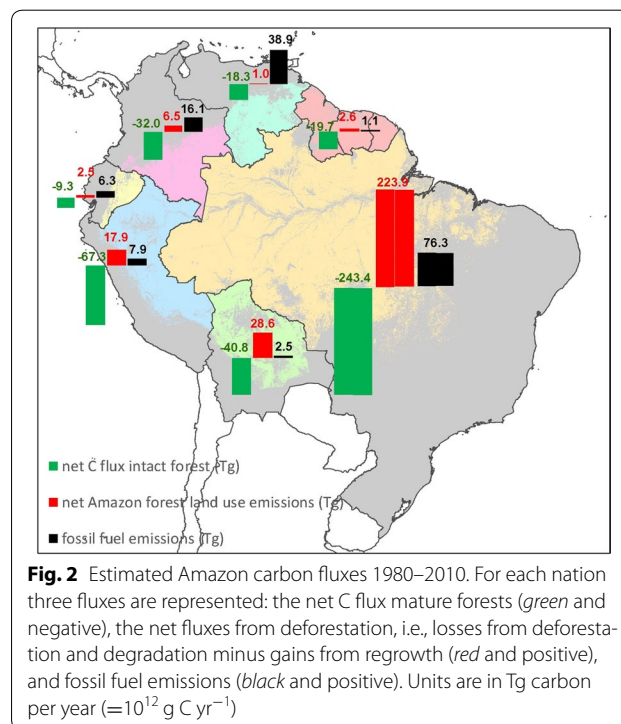 38.9
-18.3 1.0
-32.0 6.5 16.1
-19.7 2.6 1.1
-9.3 2.5 6.3
223.9
17.9
-67.3 7.9
76.3
-243.4
28.6
-40.8 2.5
net C flux intact forest (Tg)
net Amazon forest land use emissions (Tg)
fossil fuel emissions (Tg)
Fig. 2 Estimated Amazon carbon fluxes 1980–2010. For each nation
three fluxes are represented: the net C flux mature forests (green and
negative), the net fluxes from deforestation, i.e., losses from deforesta-
tion and degradation minus gains from regrowth (red and positive),
and fossil fuel emissions (black and positive). Units are in Tg carbon
per year (=10¹² g C yr⁻¹)